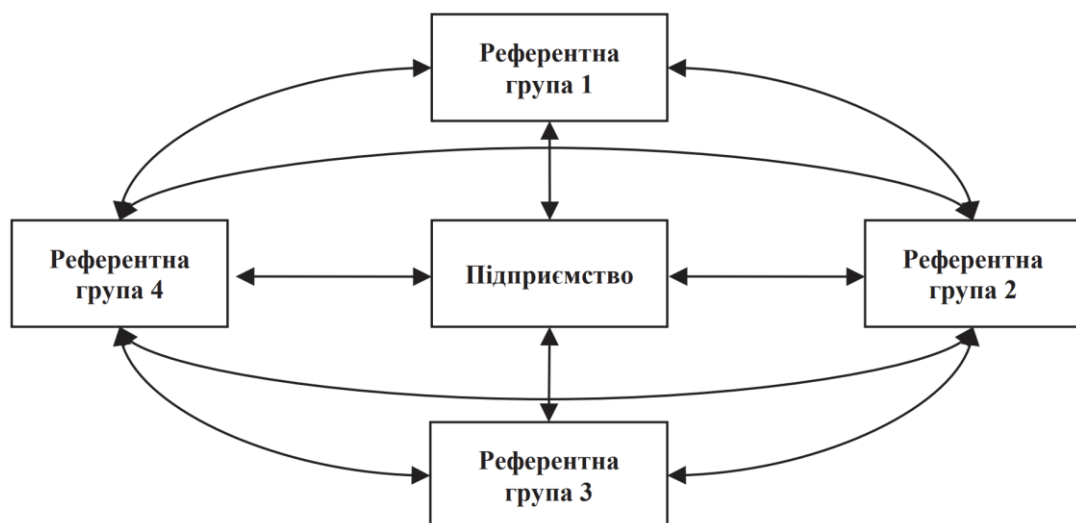 Референтна
група 1
Референтна
група 4
Підприємство
Референтна
група 2
Референтна
група 3